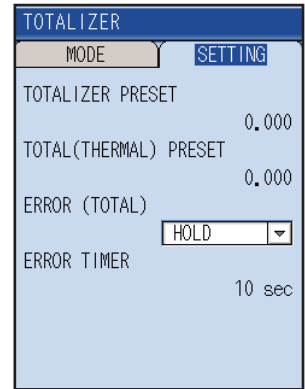 TOTALIZER
MODE SETTING
TOTALIZER PRESET
0.000
TOTAL(THERMAL) PRESET
0.000
ERROR (TOTAL)
HOLD
ERROR TIMER
10 sec